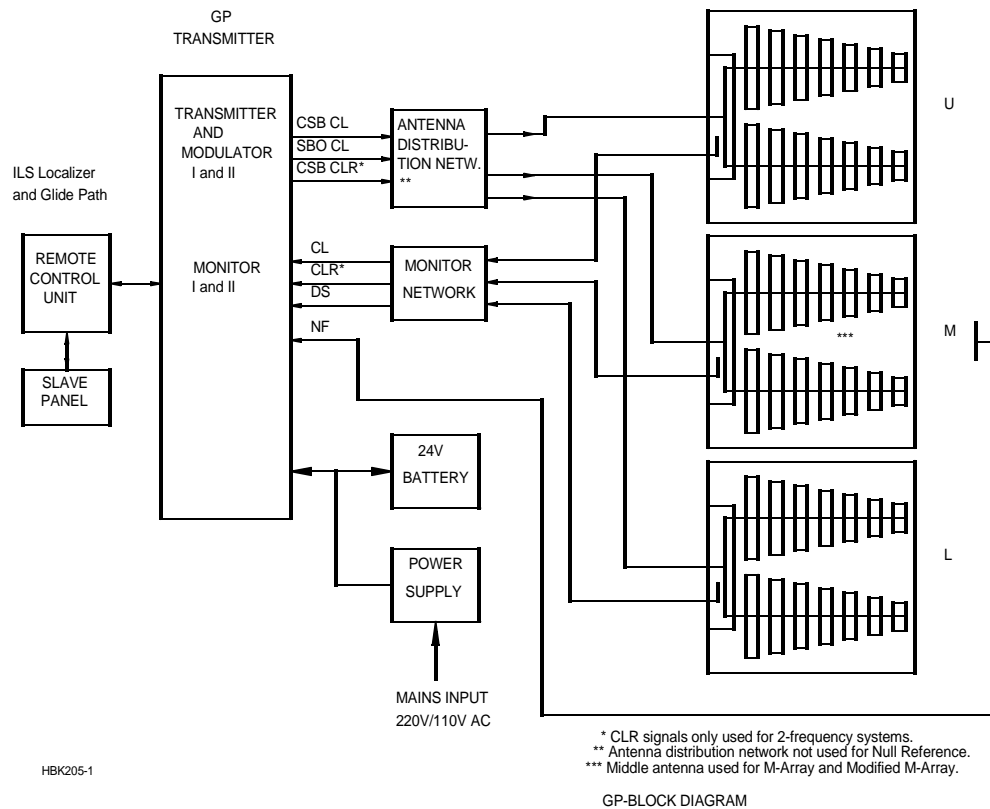 GP
TRANSMITTER
TRANSMITTER
AND
MODULATOR
I and II
CSB CL
SBO CL
CSB CLR*
ANTENNA
DISTRIBU-
TION NETW.
**
U
ILS Localizer
and Glide Path
REMOTE
CONTROL
UNIT
MONITOR
I and II
CL
CLR*
DS
NF
MONITOR
NETWORK
***
M
SLAVE
PANEL
24V
BATTERY
L
POWER
SUPPLY
MAINS INPUT
220V/110V AC
* CLR signals only used for 2-frequency systems.
** Antenna distribution network not used for Null Reference.
*** Middle antenna used for M-Array and Modified M-Array.
HBK205-1
GP-BLOCK DIAGRAM